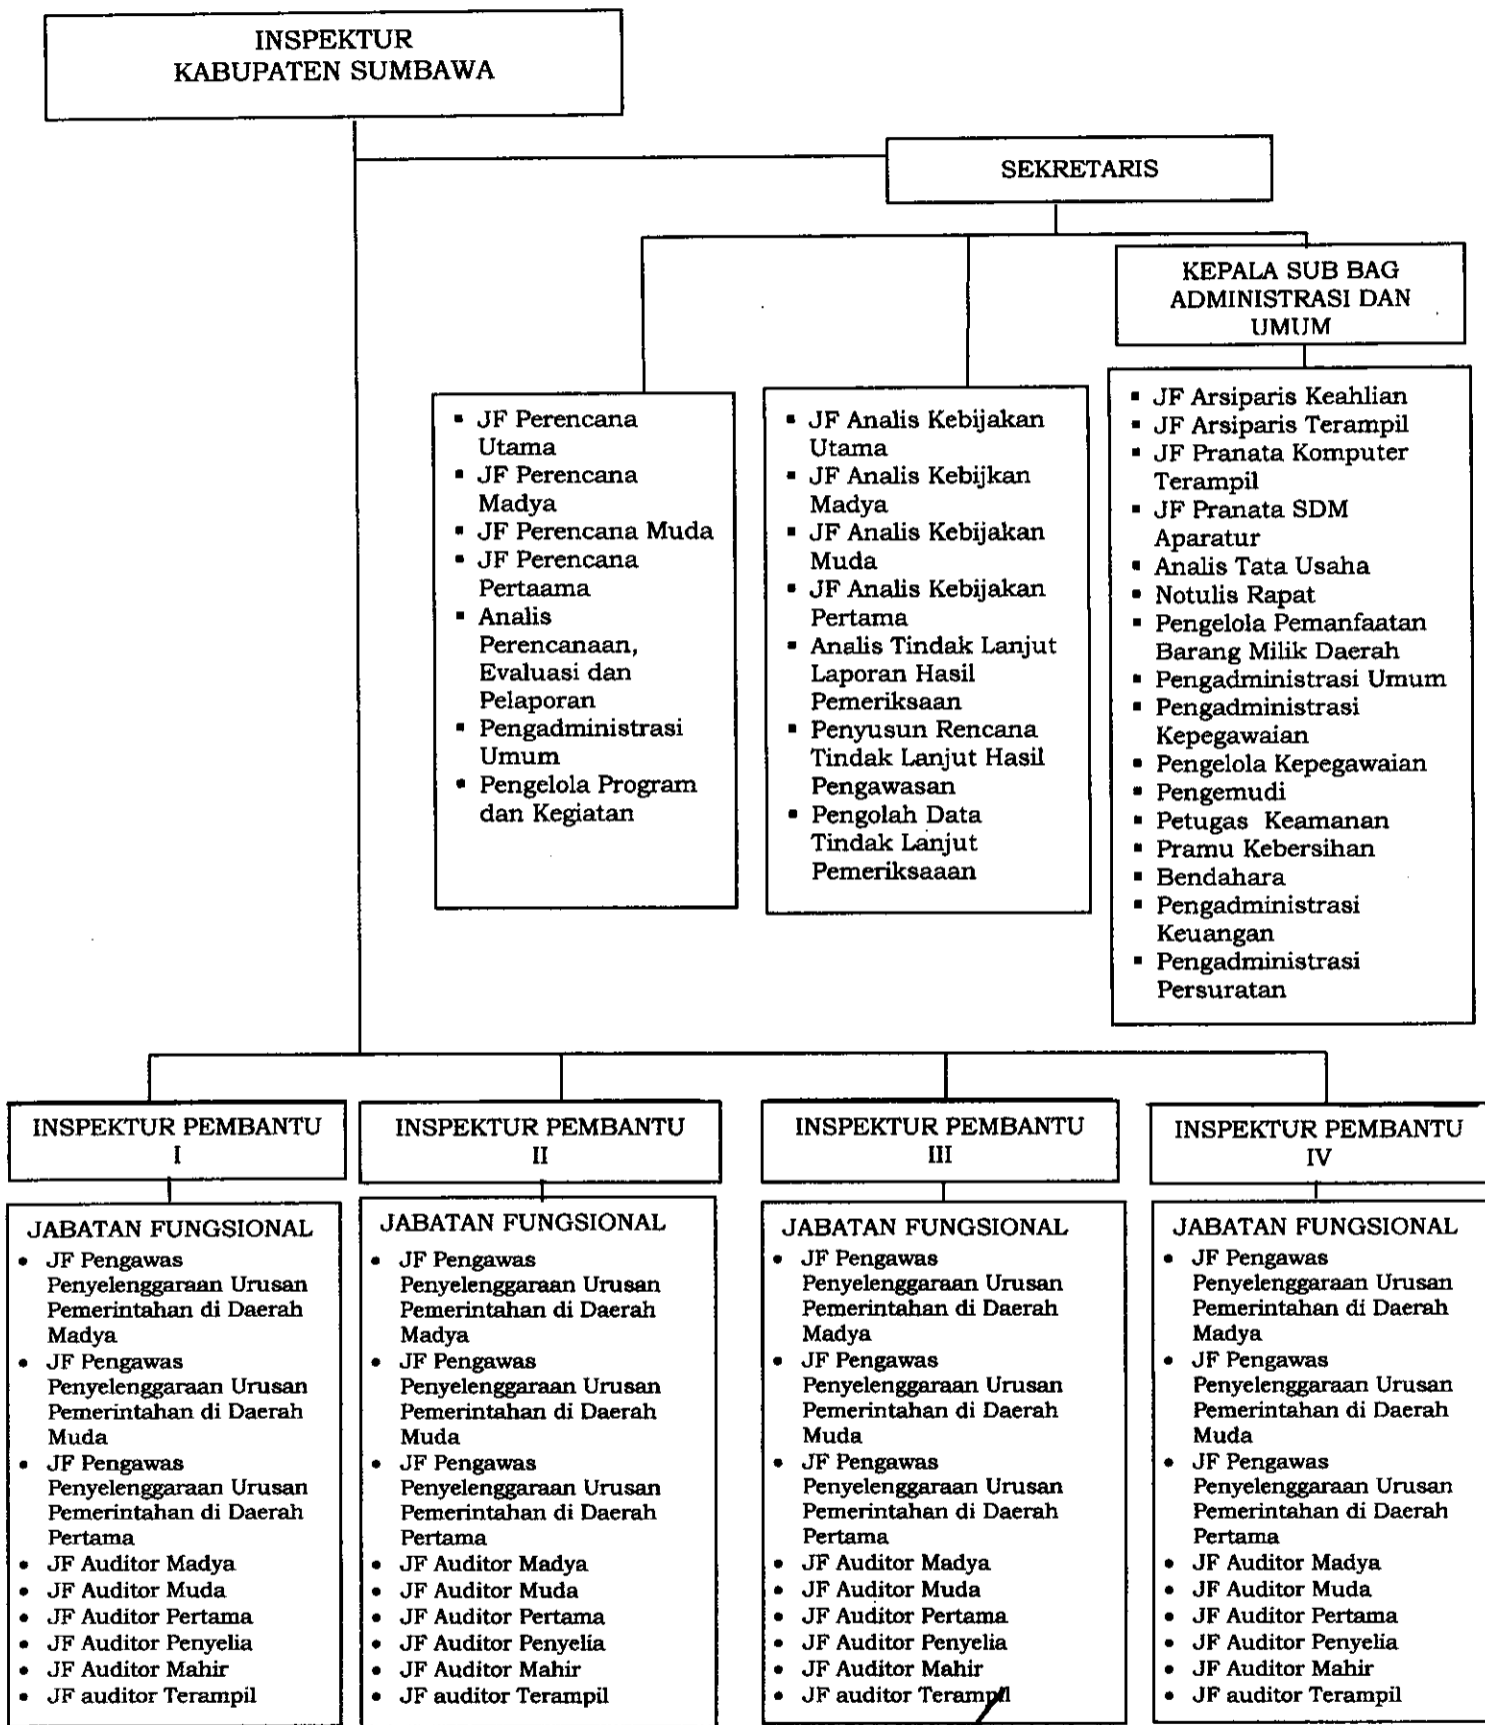 INSPEKTUR
KABUPATEN SUMBAWA
SEKRETARIS
KEPALA SUB BAG
ADMINISTRASI DAN
UMUM
▪ JF Perencana
Utama
▪ JF Perencana
Madya
▪ JF Perencana Muda
▪ JF Perencana
Pertaama
▪ Analis
Perencanaan,
Evaluasi dan
Pelaporan
▪ Pengadministrasi
Umum
▪ Pengelola Program
dan Kegiatan
▪ JF Analis Kebijakan
Utama
▪ JF Analis Kebijkan
Madya
▪ JF Analis Kebijakan
Muda
▪ JF Analis Kebijakan
Pertama
▪ Analis Tindak Lanjut
Laporan Hasil
Pemeriksaan
▪ Penyusun Rencana
Tindak Lanjut Hasil
Pengawasan
▪ Pengolah Data
Tindak Lanjut
Pemeriksaaan
▪ JF Arsiparis Keahlian
▪ JF Arsiparis Terampil
▪ JF Pranata Komputer
Terampil
▪ JF Pranata SDM
Aparatur
▪ Analis Tata Usaha
▪ Notulis Rapat
▪ Pengelola Pemanfaatan
Barang Milik Daerah
▪ Pengadministrasi Umum
▪ Pengadministrasi
Kepegawaian
▪ Pengelola Kepegawaian
▪ Pengemudi
▪ Petugas Keamanan
▪ Pramu Kebersihan
▪ Bendahara
▪ Pengadministrasi
Keuangan
▪ Pengadministrasi
Persuratan
INSPEKTUR PEMBANTU
I
JABATAN FUNGSIONAL
• JF Pengawas
Penyelenggaraan Urusan
Pemerintahan di Daerah
Madya
• JF Pengawas
Penyelenggaraan Urusan
Pemerintahan di Daerah
Muda
• JF Pengawas
Penyelenggaraan Urusan
Pemerintahan di Daerah
Pertama
• JF Auditor Madya
• JF Auditor Muda
• JF Auditor Pertama
• JF Auditor Penyelia
• JF Auditor Mahir
• JF auditor Terampil
INSPEKTUR PEMBANTU
II
JABATAN FUNGSIONAL
• JF Pengawas
Penyelenggaraan Urusan
Pemerintahan di Daerah
Madya
• JF Pengawas
Penyelenggaraan Urusan
Pemerintahan di Daerah
Muda
• JF Pengawas
Penyelenggaraan Urusan
Pemerintahan di Daerah
Pertama
• JF Auditor Madya
• JF Auditor Muda
• JF Auditor Pertama
• JF Auditor Penyelia
• JF Auditor Mahir
• JF auditor Terampil
INSPEKTUR PEMBANTU
III
JABATAN FUNGSIONAL
• JF Pengawas
Penyelenggaraan Urusan
Pemerintahan di Daerah
Madya
• JF Pengawas
Penyelenggaraan Urusan
Pemerintahan di Daerah
Muda
• JF Pengawas
Penyelenggaraan Urusan
Pemerintahan di Daerah
Pertama
• JF Auditor Madya
• JF Auditor Muda
• JF Auditor Pertama
• JF Auditor Penyelia
• JF Auditor Mahir
• JF auditor Terampil
INSPEKTUR PEMBANTU
IV
JABATAN FUNGSIONAL
• JF Pengawas
Penyelenggaraan Urusan
Pemerintahan di Daerah
Madya
• JF Pengawas
Penyelenggaraan Urusan
Pemerintahan di Daerah
Muda
• JF Pengawas
Penyelenggaraan Urusan
Pemerintahan di Daerah
Pertama
• JF Auditor Madya
• JF Auditor Muda
• JF Auditor Pertama
• JF Auditor Penyelia
• JF Auditor Mahir
• JF auditor Terampil